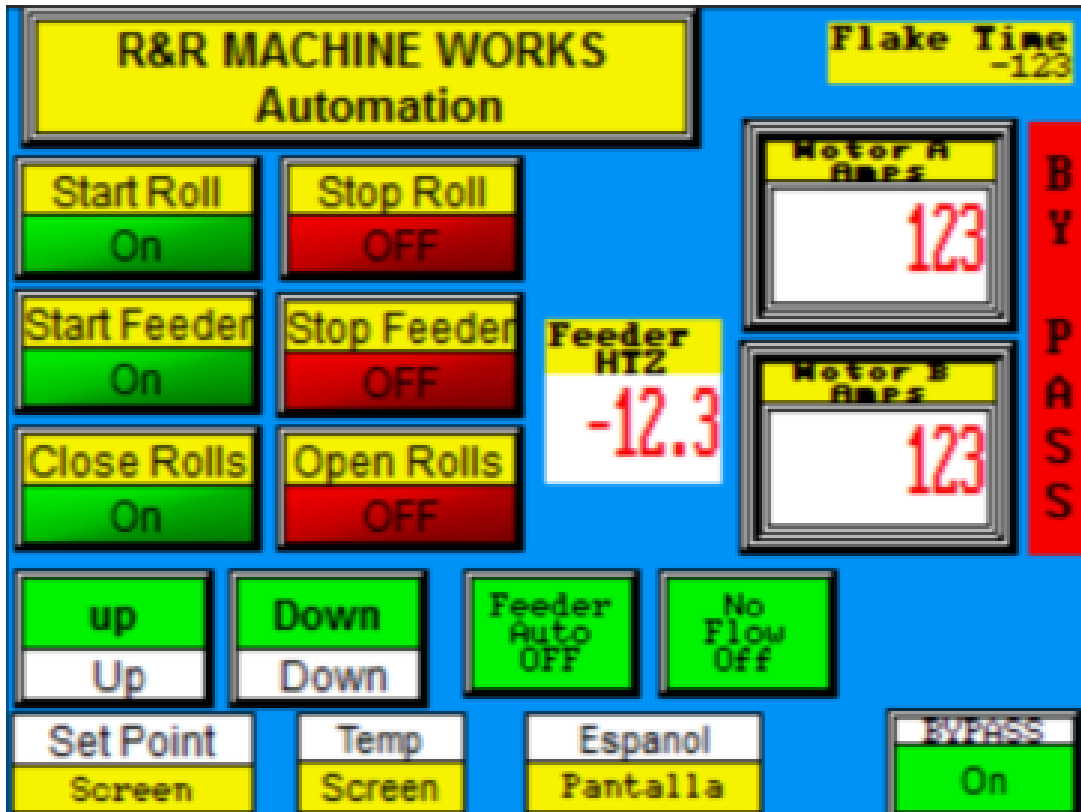 R&R MACHINE WORKS
Automation
Flake Time
-123
Start Roll
On
Stop Roll
OFF
Motor A
Amps
123
BY PASS
Start Feeder
On
Stop Feeder
OFF
Feeder
HTZ
-12.3
Motor B
Amps
123
Close Rolls
On
Open Rolls
OFF
up
Up
Down
Down
Feeder
Auto
OFF
No
Flow
Off
Set Point
Screen
Temp
Screen
Espanol
Pantalla
BYPASS
On